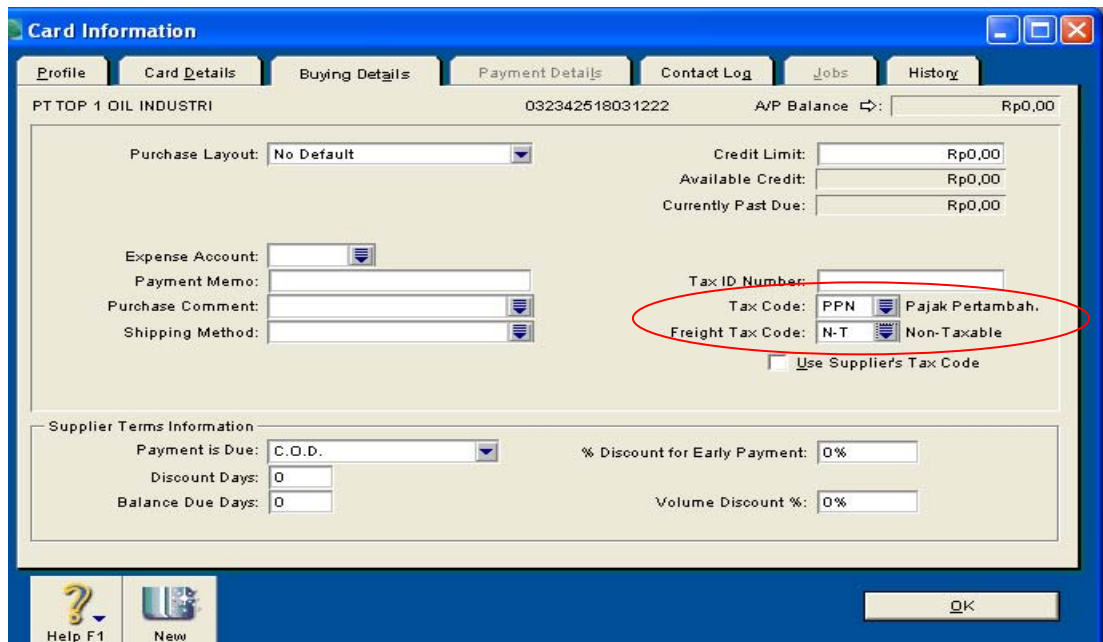 Card Information
Profile Card Details Buying Details Payment Details Contact Log Jobs History
PT TOP 1 OIL INDUSTRI 032342518031222 A/P Balance ⇨: Rp0,00
Purchase Layout: No Default Credit Limit: Rp0,00
Available Credit: Rp0,00
Currently Past Due: Rp0,00
Expense Account:
Payment Memo: Tax ID Number:
Purchase Comment: Tax Code: PPN Pajak Pertambah.
Shipping Method: Freight Tax Code: N-T Non-Taxable
Use Supplier's Tax Code
Supplier Terms Information
Payment is Due: C.O.D. % Discount for Early Payment: 0%
Discount Days: 0
Balance Due Days: 0 Volume Discount %: 0%
Help F1 New OK